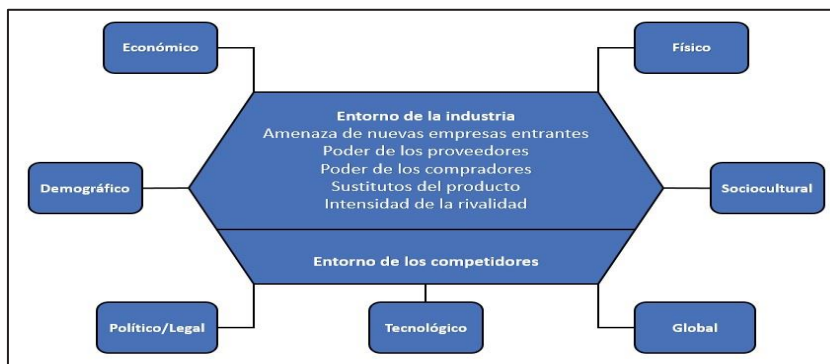 Económico
Físico
Entorno de la industria
Amenaza de nuevas empresas entrantes
Poder de los proveedores
Poder de los compradores
Sustitutos del producto
Intensidad de la rivalidad
Demográfico
Sociocultural
Entorno de los competidores
Político/Legal
Tecnológico
Global